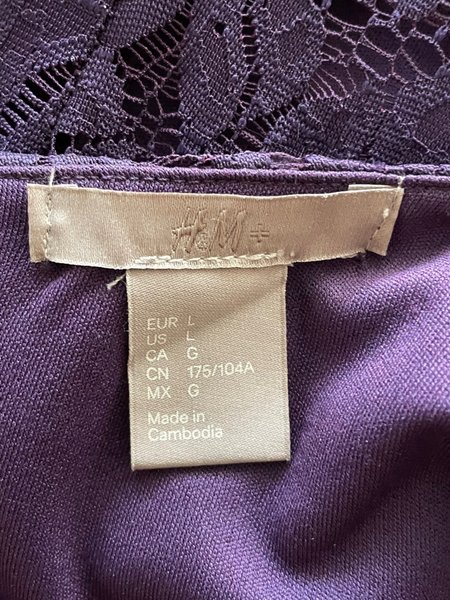 H&M+
EUR L
US L
CA G
CN 175/104A
MX G
Made in
Cambodia